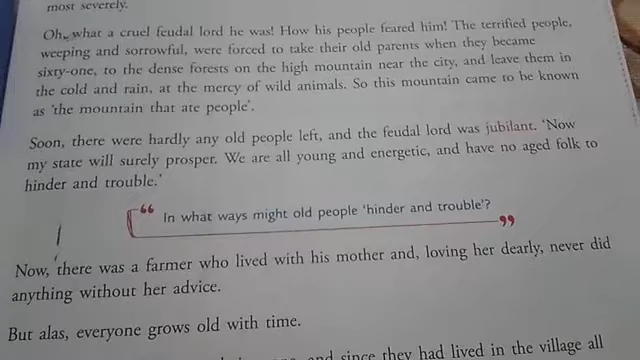 most severely.
Oh, what a cruel feudal lord he was! How his people feared him! The terrified people,
weeping and sorrowful, were forced to take their old parents when they became
sixty-one, to the dense forests on the high mountain near the city, and leave them in
the cold and rain, at the mercy of wild animals. So this mountain came to be known
as 'the mountain that ate people'.
Soon, there were hardly any old people left, and the feudal lord was jubilant. 'Now
my state will surely prosper. We are all young and energetic, and have no aged folk to
hinder and trouble.'
“ In what ways might old people 'hinder and trouble'? ”
Now, there was a farmer who lived with his mother and, loving her dearly, never did
anything without her advice.
But alas, everyone grows old with time.
and since they had lived in the village all